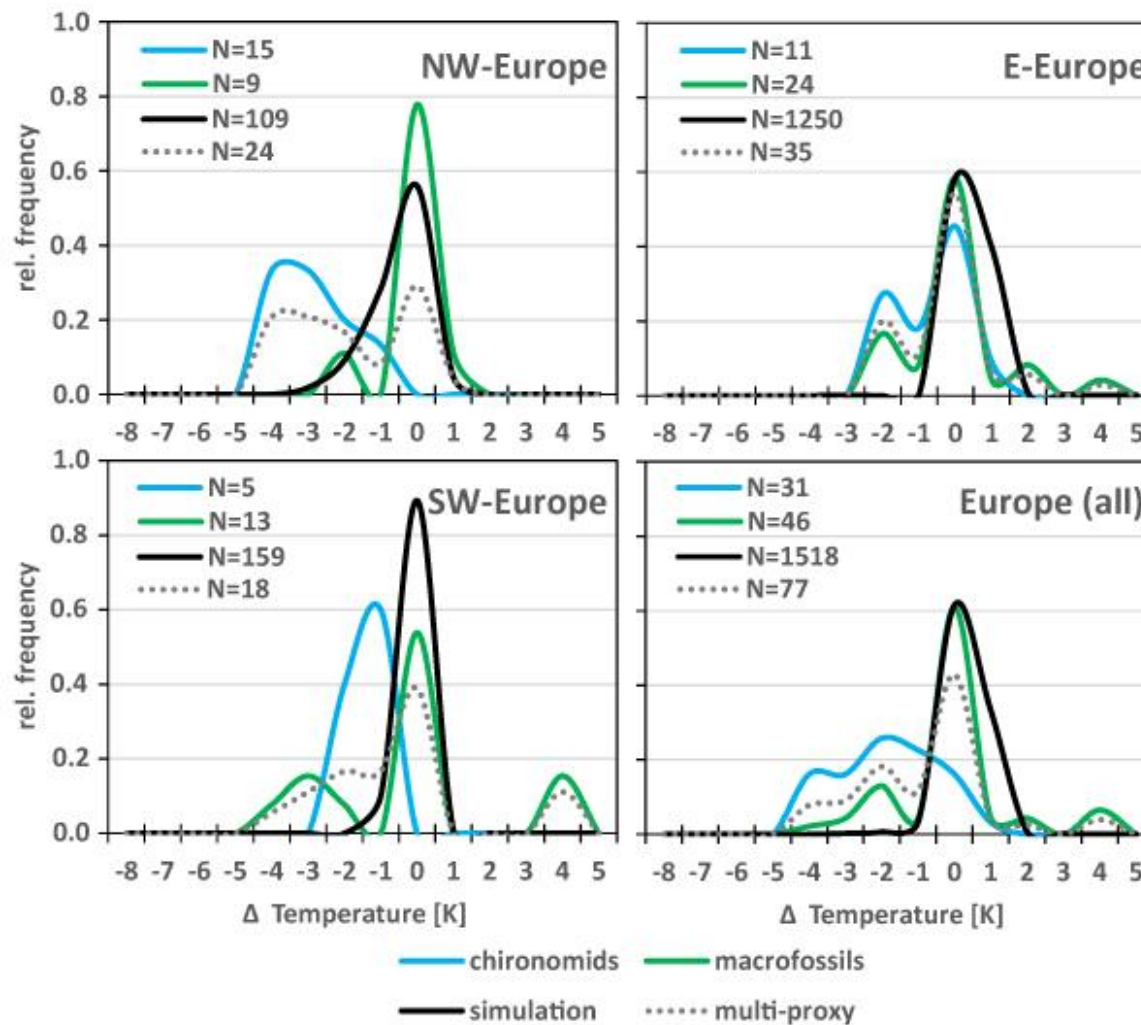 1.0
0.8
0.6
0.4
0.2
0.0
rel. frequency
N=15
N=9
N=109
N=24
NW-Europe
-8 -7 -6 -5 -4 -3 -2 -1 0 1 2 3 4 5
N=11
N=24
N=1250
N=35
E-Europe
-8 -7 -6 -5 -4 -3 -2 -1 0 1 2 3 4 5
1.0
0.8
0.6
0.4
0.2
0.0
rel. frequency
N=5
N=13
N=159
N=18
SW-Europe
-8 -7 -6 -5 -4 -3 -2 -1 0 1 2 3 4 5
Δ Temperature [K]
N=31
N=46
N=1518
N=77
Europe (all)
-8 -7 -6 -5 -4 -3 -2 -1 0 1 2 3 4 5
Δ Temperature [K]
chironomids
macrofossils
simulation
multi-proxy